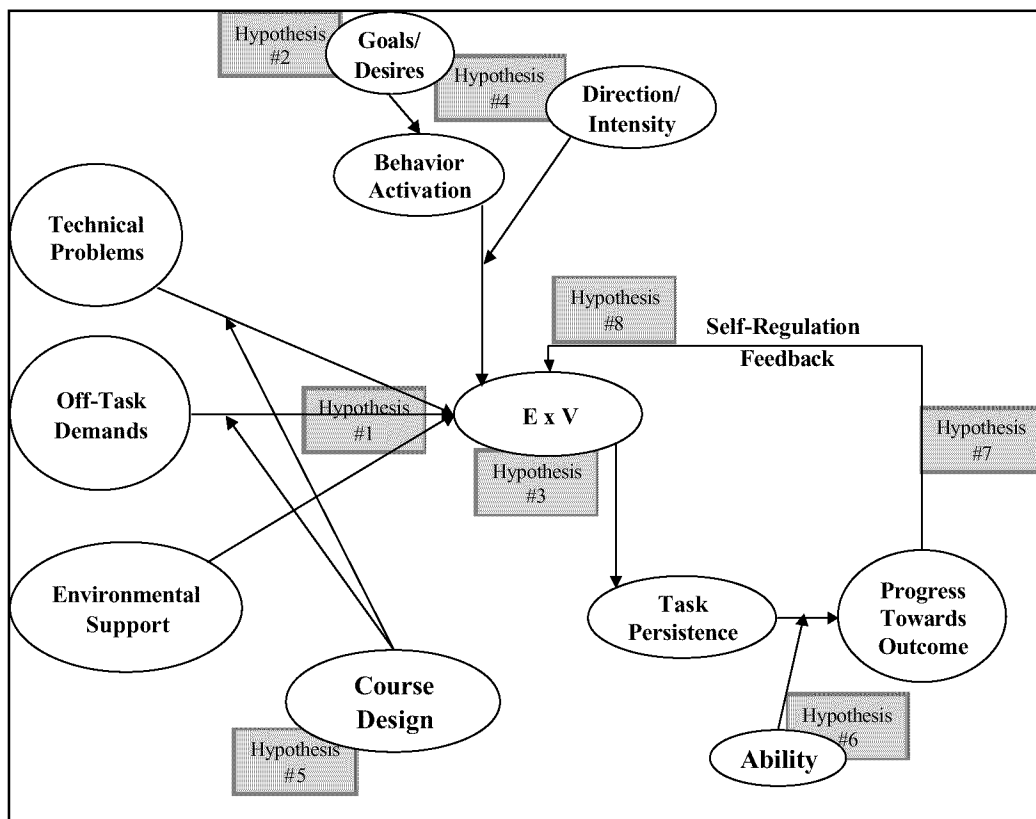 Hypothesis
#2
Goals/
Desires
Hypothesis
#4
Direction/
Intensity
Behavior
Activation
Technical
Problems
Hypothesis
#8
Self-Regulation
Feedback
Off-Task
Demands
Hypothesis
#1
E x V
Hypothesis
#7
Hypothesis
#3
Environmental
Support
Task
Persistence
Progress
Towards
Outcome
Course
Design
Hypothesis
#5
Hypothesis
#6
Ability